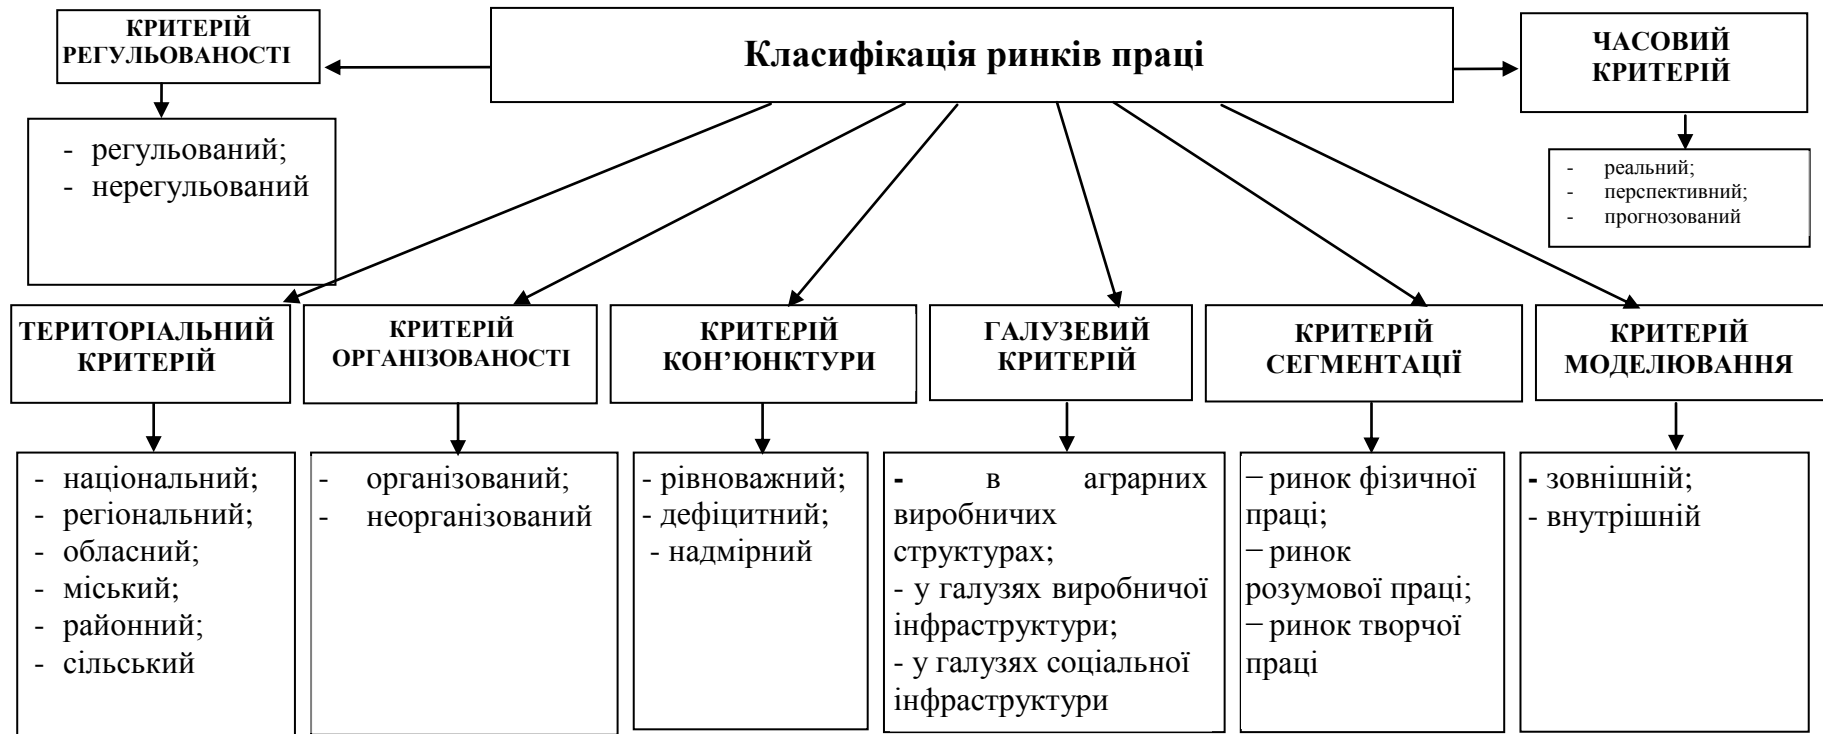 КРИТЕРІЙ
РЕГУЛЬОВАНОСТІ
Класифікація ринків праці
ЧАСОВИЙ
КРИТЕРІЙ
- регульований;
- нерегульований
- реальний;
- перспективний;
- прогнозований
ТЕРИТОРІАЛЬНИЙ
КРИТЕРІЙ
КРИТЕРІЙ
ОРГАНІЗОВАНОСТІ
КРИТЕРІЙ
КОН’ЮНКТУРИ
ГАЛУЗЕВИЙ
КРИТЕРІЙ
КРИТЕРІЙ
СЕГМЕНТАЦІЇ
КРИТЕРІЙ
МОДЕЛЮВАННЯ
- національний;
- регіональний;
- обласний;
- міський;
- районний;
- сільський
- організований;
- неорганізований
- рівноважний;
- дефіцитний;
- надмірний
- в аграрних
виробничих
структурах;
- у галузях виробничої
інфраструктури;
- у галузях соціальної
інфраструктури
− ринок фізичної
праці;
− ринок
розумової праці;
− ринок творчої
праці
- зовнішній;
- внутрішній